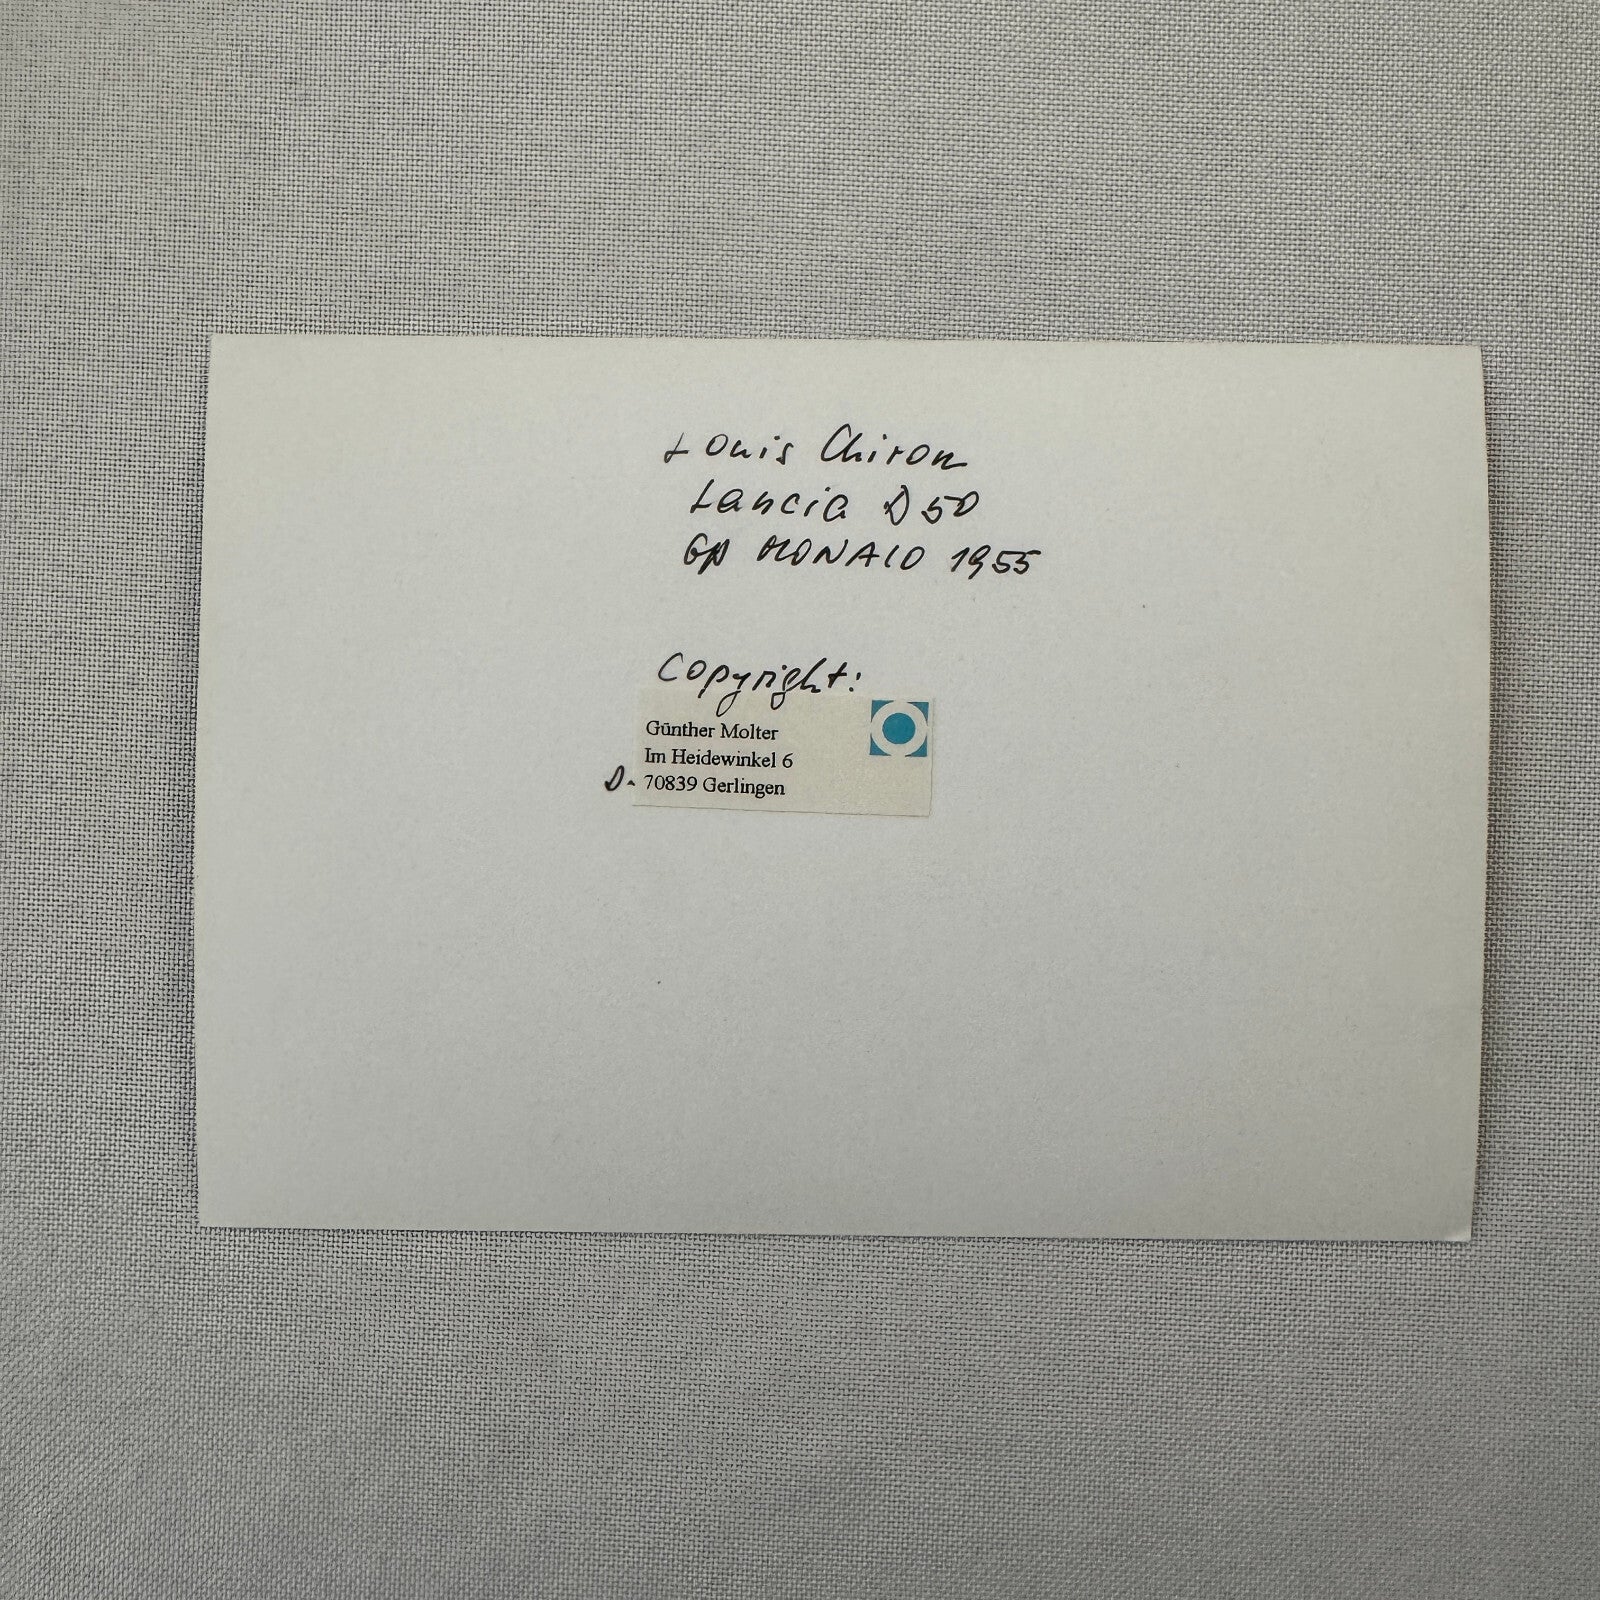 Louis Chiron
Lancia D50
GP MONACO 1955
Copyright:
Günther Molter
Im Heidewinkel 6
D- 70839 Gerlingen